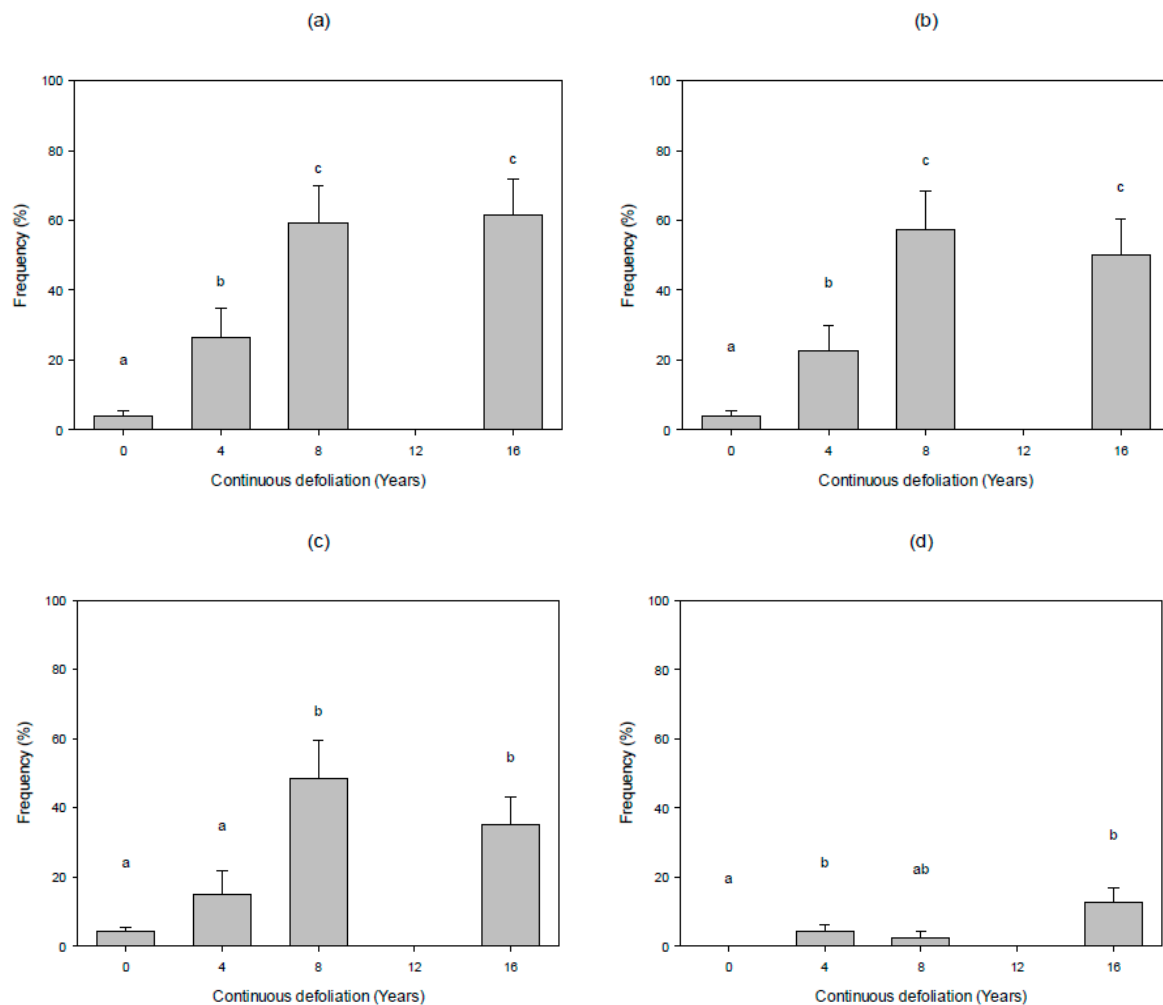 (a)
100
80
60
40
20
0
Frequency (%)
a
b
c
c
0 4 8 12 16
Continuous defoliation (Years)
(b)
100
80
60
40
20
0
Frequency (%)
a
b
c
c
0 4 8 12 16
Continuous defoliation (Years)
(c)
100
80
60
40
20
0
Frequency (%)
a
a
b
b
0 4 8 12 16
Continuous defoliation (Years)
(d)
100
80
60
40
20
0
Frequency (%)
a
b
ab
b
0 4 8 12 16
Continuous defoliation (Years)